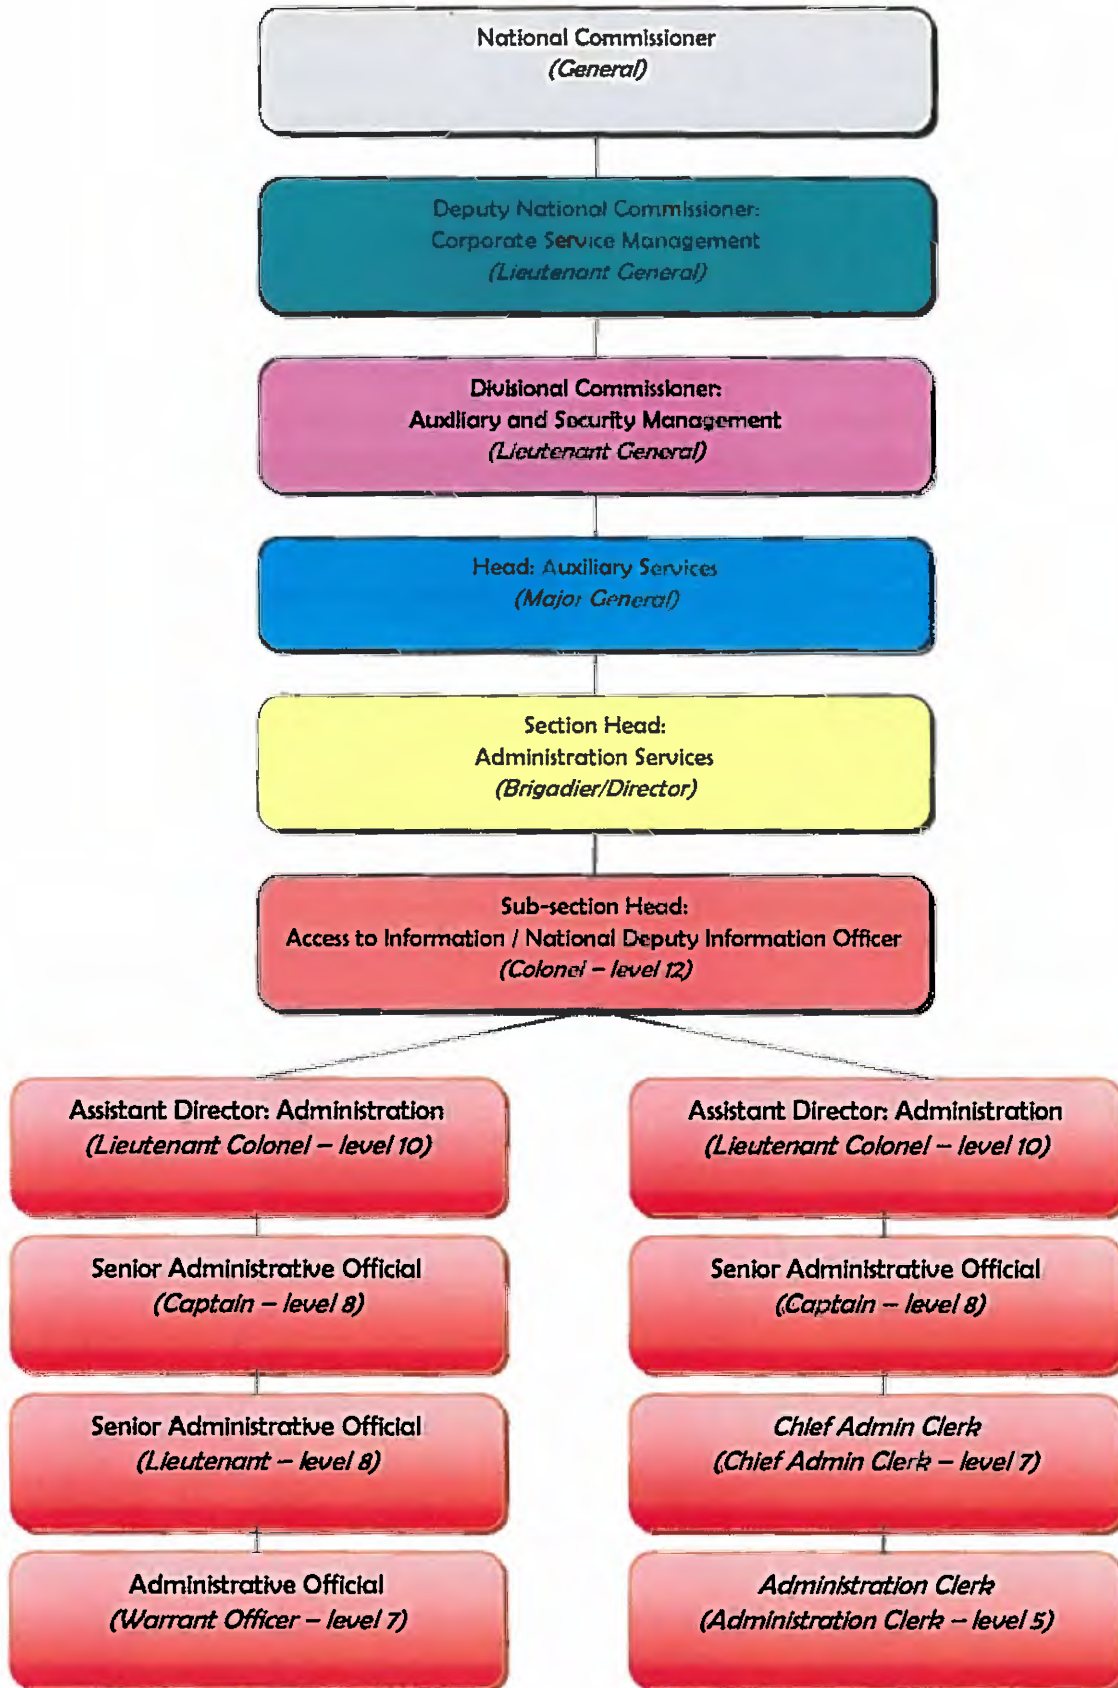 National Commissioner
(General)
Deputy National Commissioner:
Corporate Service Management
(Lieutenant General)
Divisional Commissioner:
Auxiliary and Security Management
(Lieutenant General)
Head: Auxiliary Services
(Major General)
Section Head:
Administration Services
(Brigadier/Director)
Sub-section Head:
Access to Information / National Deputy Information Officer
(Colonel – level 12)
Assistant Director: Administration
(Lieutenant Colonel – level 10)
Senior Administrative Official
(Captain – level 8)
Senior Administrative Official
(Lieutenant – level 8)
Administrative Official
(Warrant Officer – level 7)
Assistant Director: Administration
(Lieutenant Colonel – level 10)
Senior Administrative Official
(Captain – level 8)
Chief Admin Clerk
(Chief Admin Clerk – level 7)
Administration Clerk
(Administration Clerk – level 5)